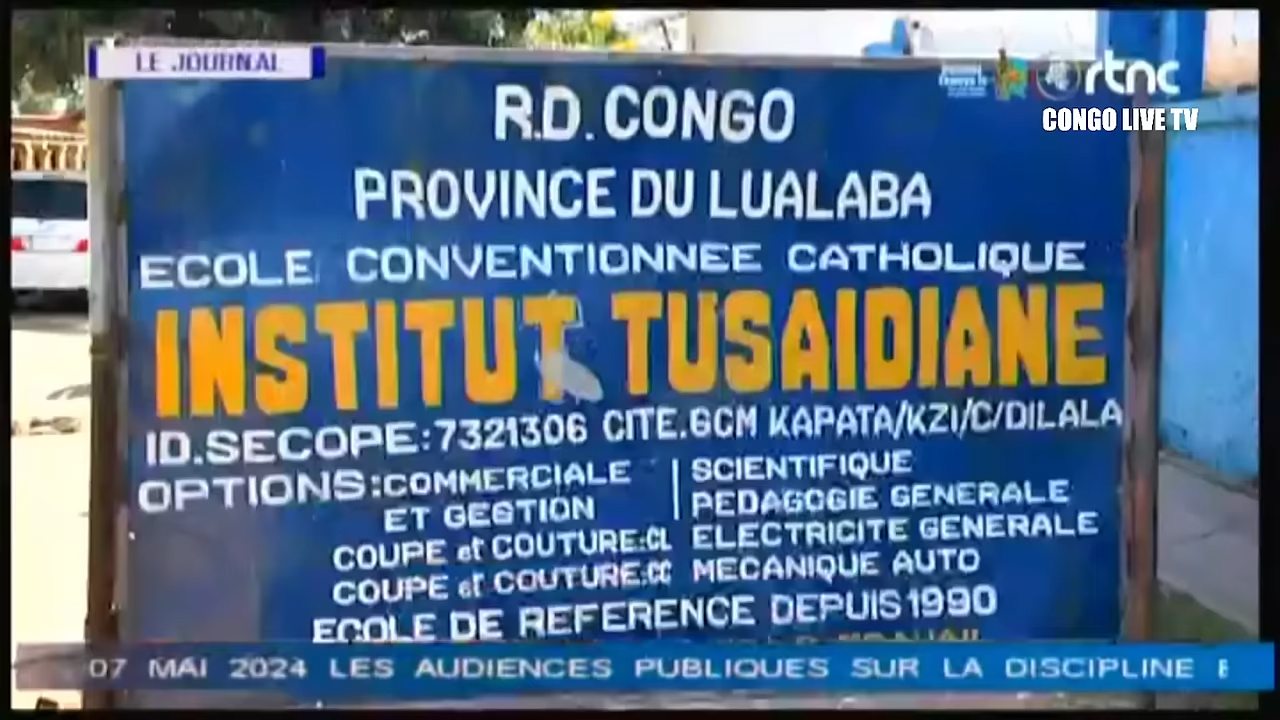 LE JOURNAL
rtnc
CONGO LIVE TV
R.D. CONGO
PROVINCE DU LUALABA
ECOLE CONVENTIONNEE CATHOLIQUE
INSTITUT TUSAIDIANE
ID.SECOPE:7321306 CITE.GCM KAPATA/KZI/C/DILALA
OPTIONS:COMMERCIALE ET GESTION
COUPE et COUTURE:CL
COUPE et COUTURE:CC
SCIENTIFIQUE
PEDAGOGIE GENERALE
ELECTRICITE GENERALE
MECANIQUE AUTO
ECOLE DE REFERENCE DEPUIS 1990
07 MAI 2024 LES AUDIENCES PUBLIQUES SUR LA DISCIPLINE E